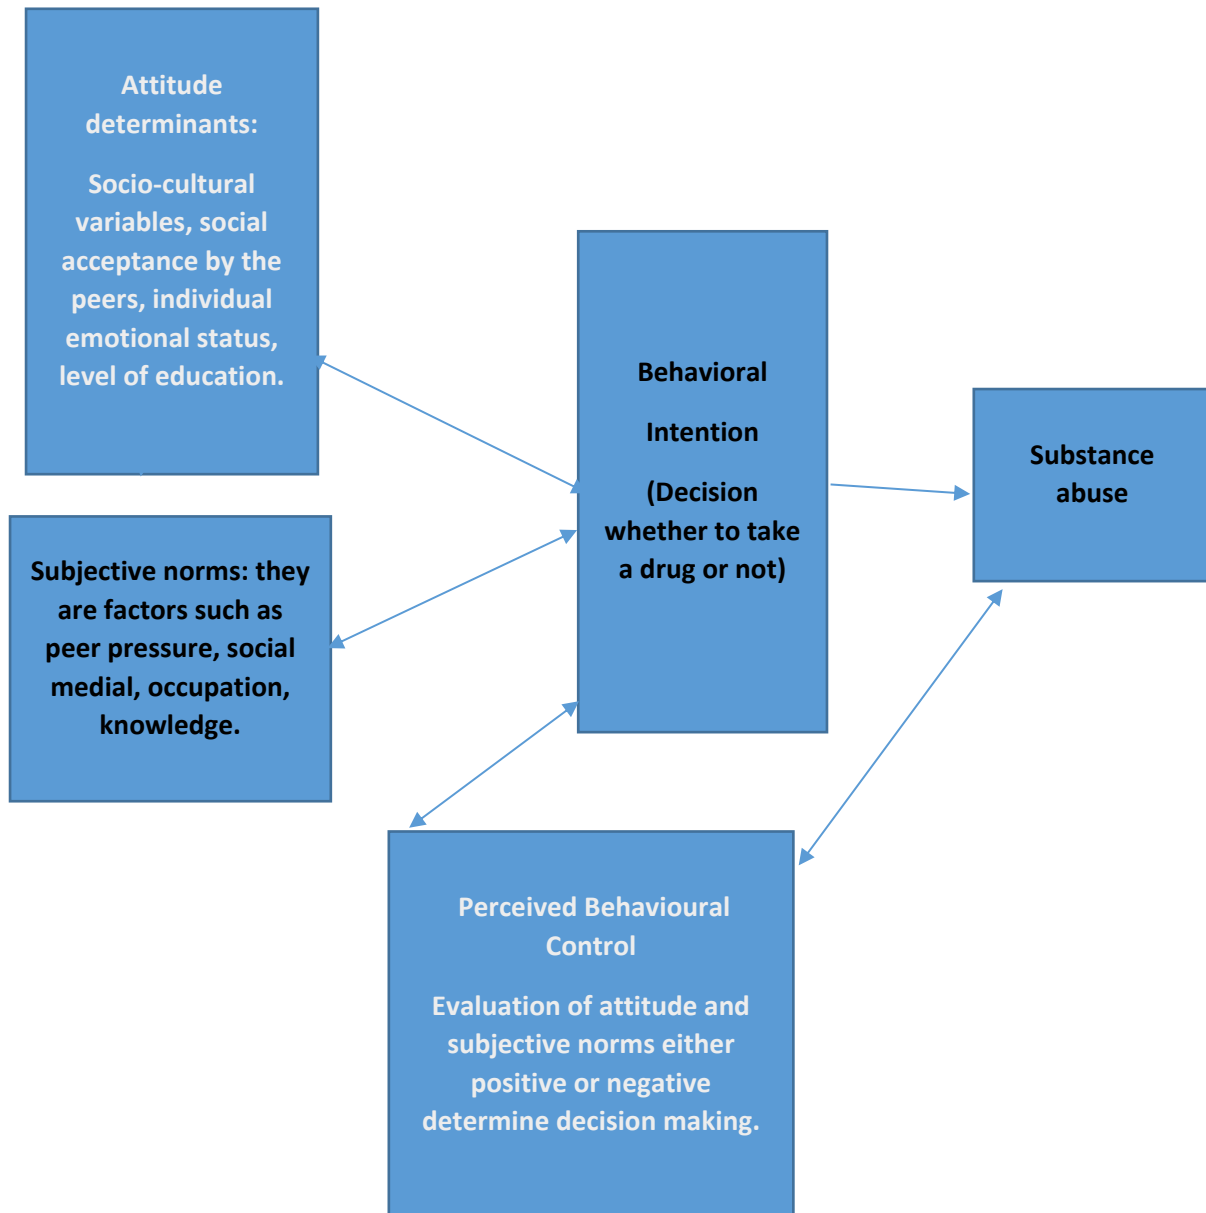 Attitude
determinants:
Socio-cultural
variables, social
acceptance by the
peers, individual
emotional status,
level of education.
Subjective norms: they
are factors such as
peer pressure, social
medial, occupation,
knowledge.
Behavioral
Intention
(Decision
whether to take
a drug or not)
Substance
abuse
Perceived Behavioural
Control
Evaluation of attitude and
subjective norms either
positive or negative
determine decision making.